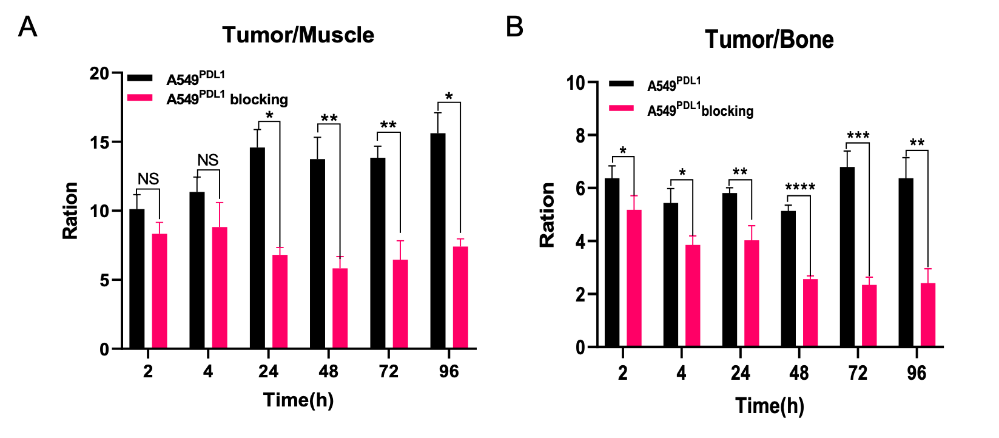 A
Tumor/Muscle
20
15
10
5
0
Ration
A549PDL1
A549PDL1 blocking
NS
NS
*
**
**
*
2 4 24 48 72 96
Time(h)
B
Tumor/Bone
10
8
6
4
2
0
Ration
A549PDL1
A549PDL1blocking
*
*
**
****
***
**
2 4 24 48 72 96
Time(h)